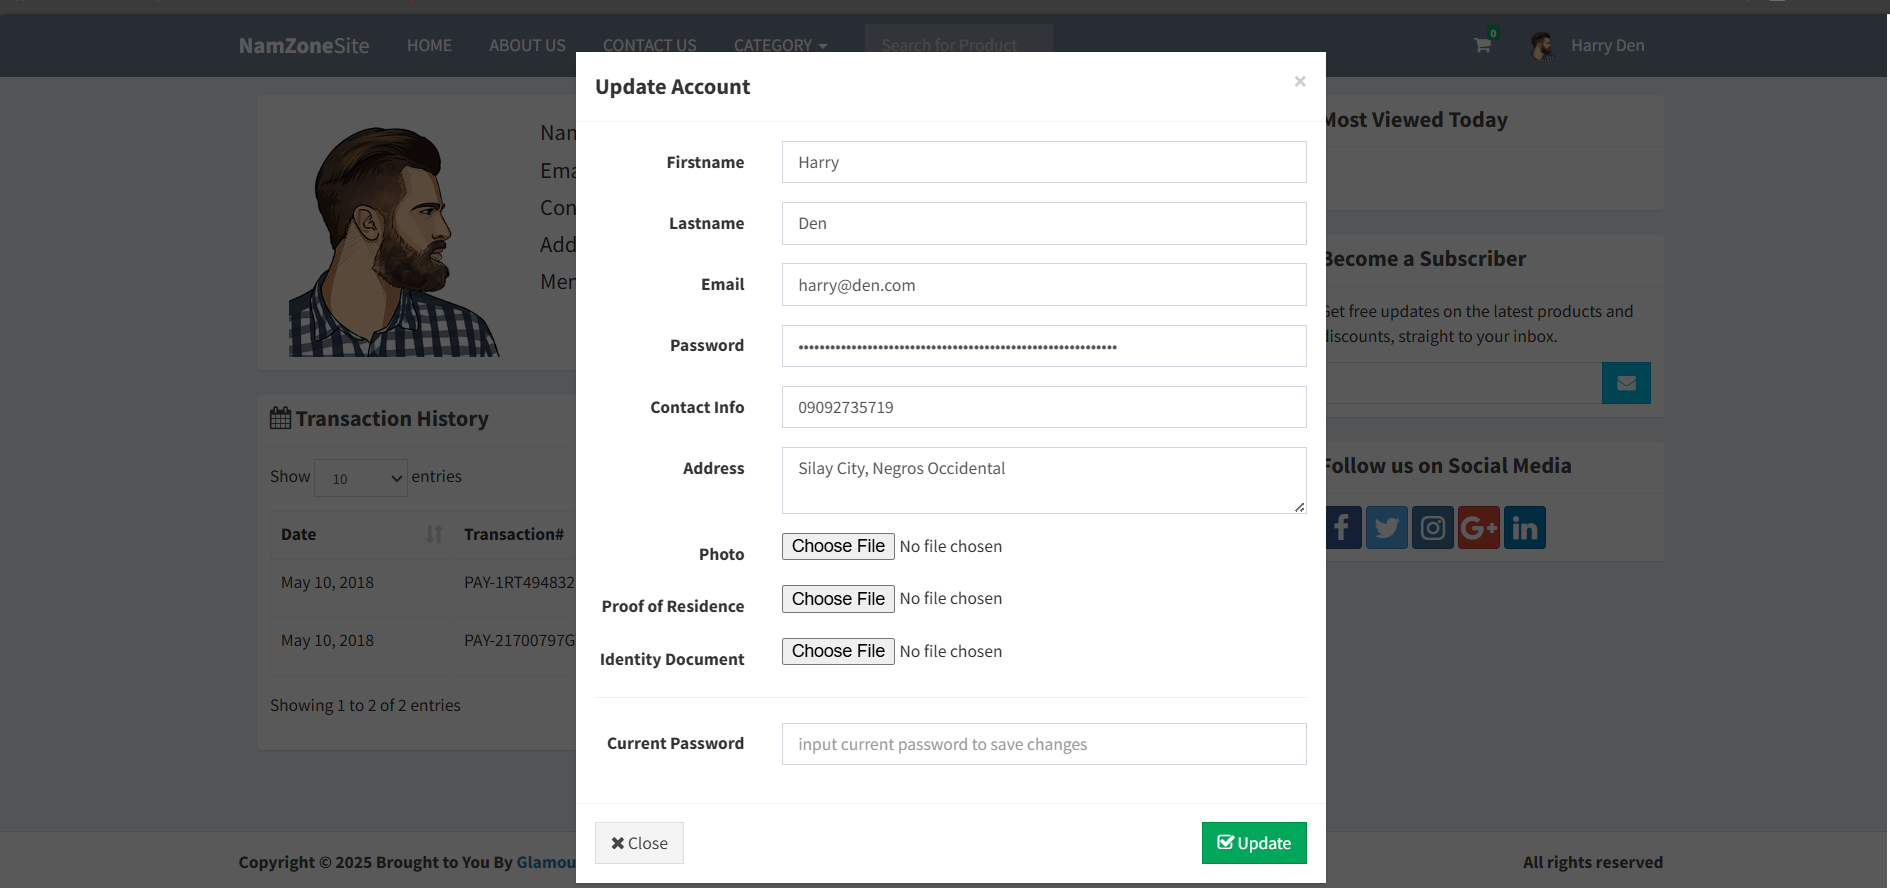 NamZoneSite HOME ABOUT US CONTACT US CATEGORY Search for Product 0 Harry Den
Update Account ×
Firstname Harry
Lastname Den
Email harry@den.com
Password ••••••••••••••••••••••••••••••••••••••••••••••••••••••••••••
Contact Info 09092735719
Address Silay City, Negros Occidental
Photo Choose File No file chosen
Proof of Residence Choose File No file chosen
Identity Document Choose File No file chosen
Current Password input current password to save changes
Close Update
Transaction History
Show 10 entries
Date Transaction#
May 10, 2018 PAY-1RT494832
May 10, 2018 PAY-21700797G
Showing 1 to 2 of 2 entries
Most Viewed Today
Become a Subscriber
Get free updates on the latest products and
discounts, straight to your inbox.
Follow us on Social Media
Copyright © 2025 Brought to You By Glamou
All rights reserved